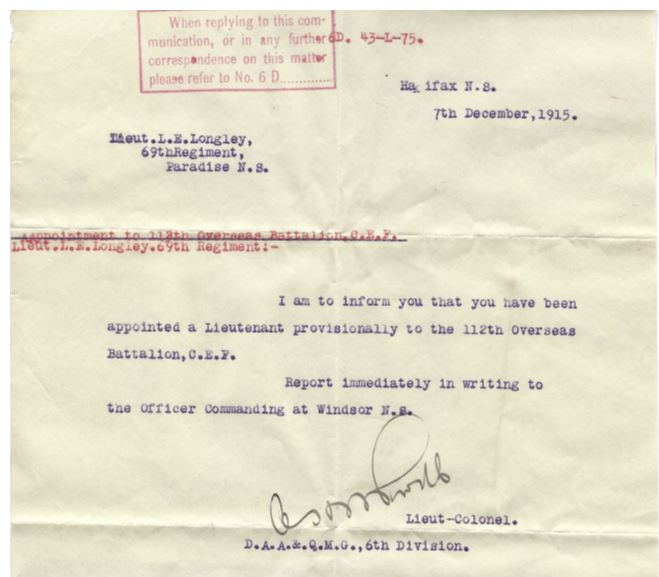 When replying to this com-
munication, or in any further 6D. 43-L-75.
correspondence on this matter
please refer to No. 6 D..............
Halifax N.S.
7th December,1915.
Lieut.L.E.Longley,
69thRegiment,
Paradise N.S.
Appointment to 112th Overseas Battalion,C.E.F.
Lieut.L.E.Longley.69th Regiment:-
I am to inform you that you have been
appointed a Lieutenant provisionally to the 112th Overseas
Battalion,C.E.F.
Report immediately in writing to
the Officer Commanding at Windsor N.S.
Lieut-Colonel.
D.A.A.&.Q.M.G.,6th Division.